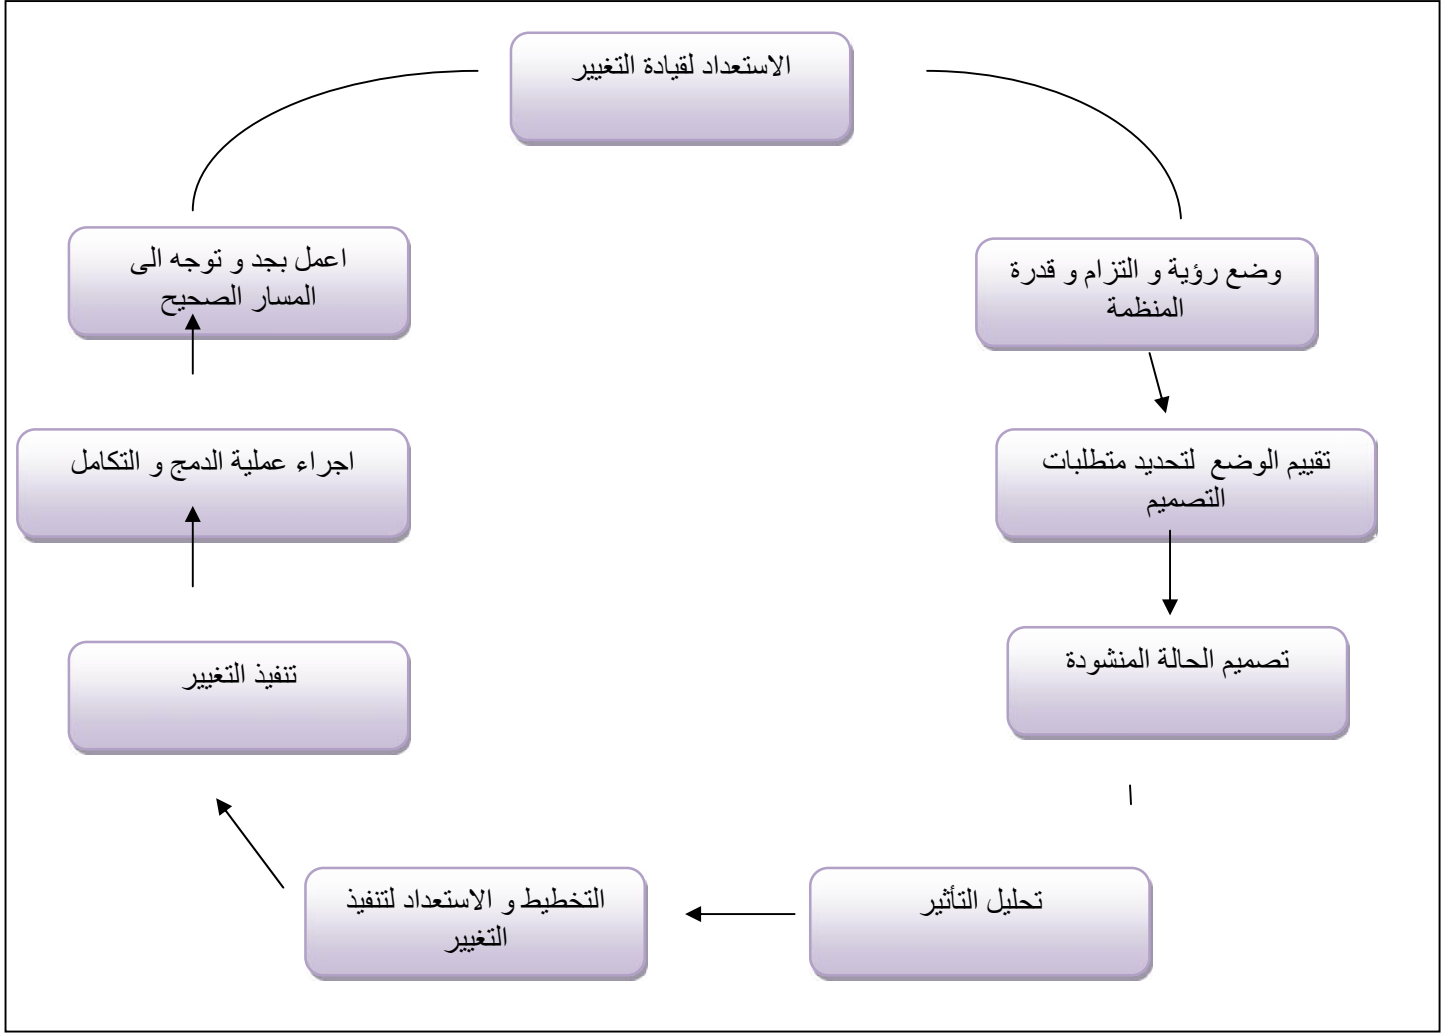 الاستعداد لقيادة التغيير
وضع رؤية و التزام و قدرة
المنظمة
تقييم الوضع لتحديد متطلبات
التصميم
تصميم الحالة المنشودة
تحليل التأثير
التخطيط و الاستعداد لتنفيذ
التغيير
تنفيذ التغيير
اجراء عملية الدمج و التكامل
اعمل بجد و توجه الى
المسار الصحيح